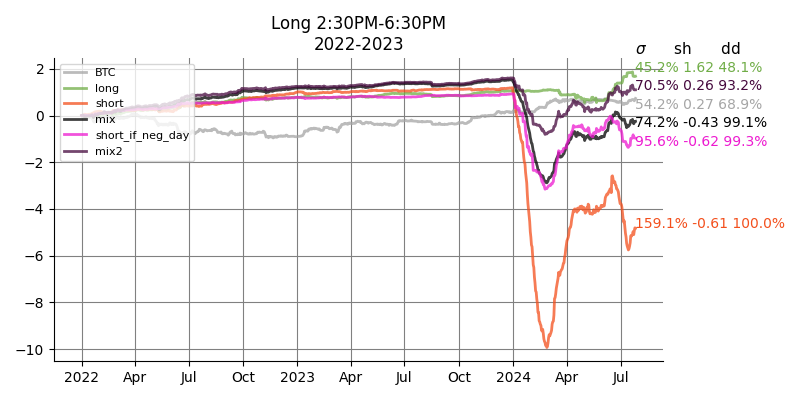 Long 2:30PM-6:30PM
2022-2023
σ sh dd
2
0
−2
−4
−6
−8
−10
BTC
long
short
mix
short_if_neg_day
mix2
45.2% 1.62 48.1%
70.5% 0.26 93.2%
54.2% 0.27 68.9%
74.2% -0.43 99.1%
95.6% -0.62 99.3%
159.1% -0.61 100.0%
2022 Apr Jul Oct 2023 Apr Jul Oct 2024 Apr Jul